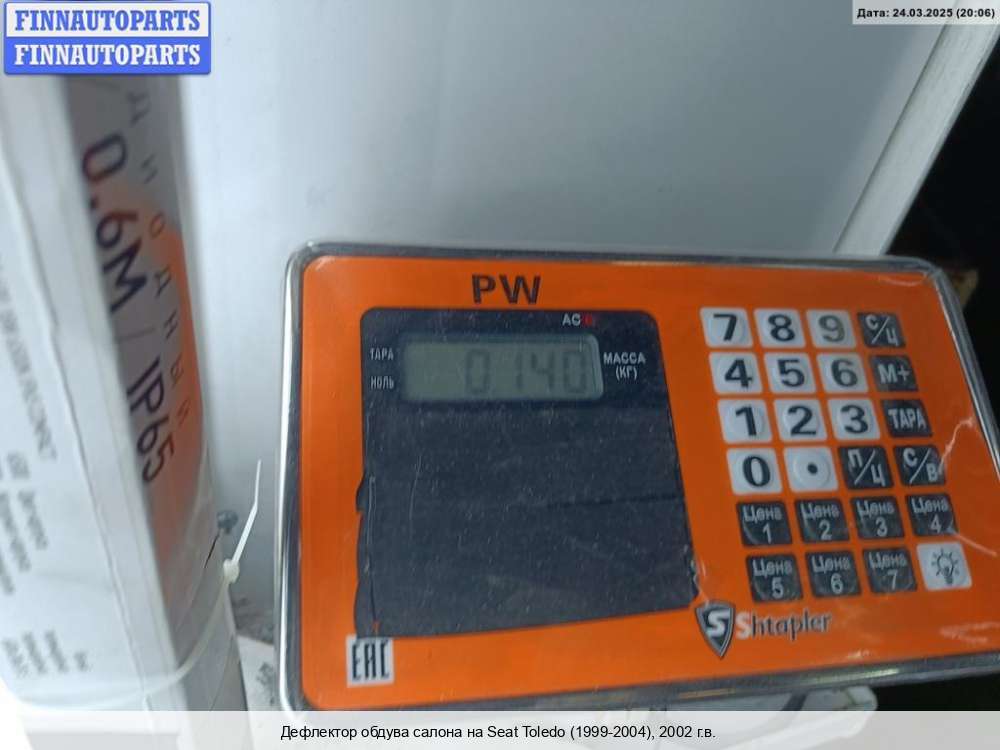 FINNAUTOPARTS
FINNAUTOPARTS
Дата: 24.03.2025 (20:06)
0.6М / IP65
PW
AC
ТАРА
НОЛЬ
0.140
МАССА
(КГ)
7 8 9 С/Ц
4 5 6 М+
1 2 3 ТАРА
0 • П/Ц С/В
Цена 1 Цена 2 Цена 3 Цена 4
Цена 5 Цена 6 Цена 7
S Shtapler
EAC
Дефлектор обдува салона на Seat Toledo (1999-2004), 2002 г.в.